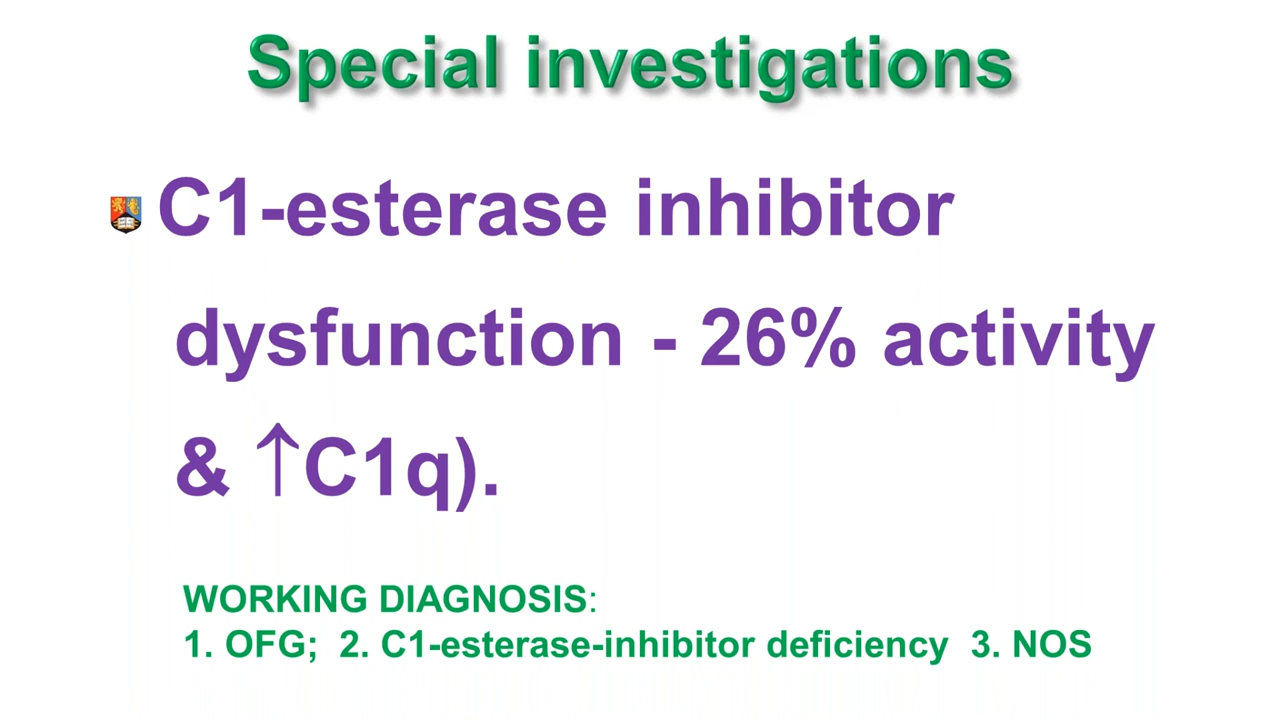 Special investigations
C1-esterase inhibitor
dysfunction - 26% activity
& ↑C1q).
WORKING DIAGNOSIS:
1. OFG;  2. C1-esterase-inhibitor deficiency  3. NOS